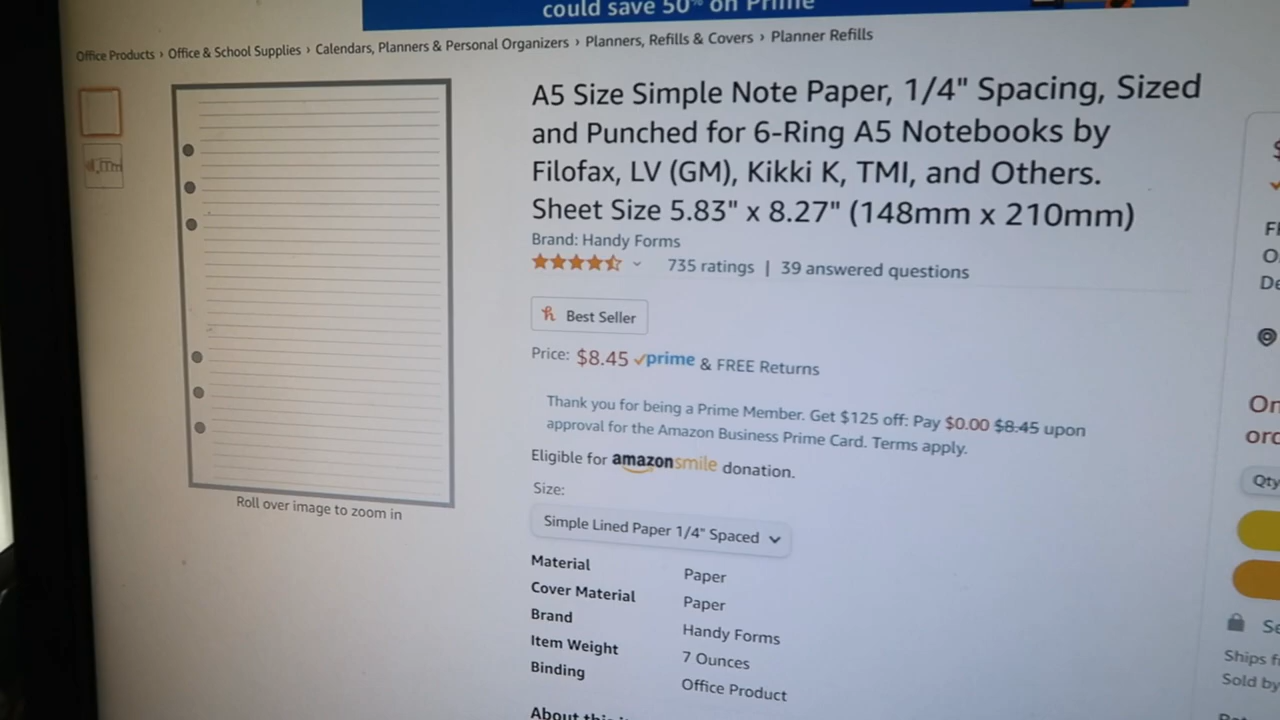 could save 50% on Prime
Office Products › Office & School Supplies › Calendars, Planners & Personal Organizers › Planners, Refills & Covers › Planner Refills
A5 Size Simple Note Paper, 1/4" Spacing, Sized
and Punched for 6-Ring A5 Notebooks by
Filofax, LV (GM), Kikki K, TMI, and Others.
Sheet Size 5.83" x 8.27" (148mm x 210mm)
Brand: Handy Forms
735 ratings | 39 answered questions
Best Seller
Price: $8.45 prime & FREE Returns
Thank you for being a Prime Member. Get $125 off: Pay $0.00 $8.45 upon
approval for the Amazon Business Prime Card. Terms apply.
Eligible for amazonsmile donation.
Size:
Simple Lined Paper 1/4" Spaced
Roll over image to zoom in
Material Paper
Cover Material Paper
Brand Handy Forms
Item Weight 7 Ounces
Binding Office Product
About
Qty
Ships
Sold by